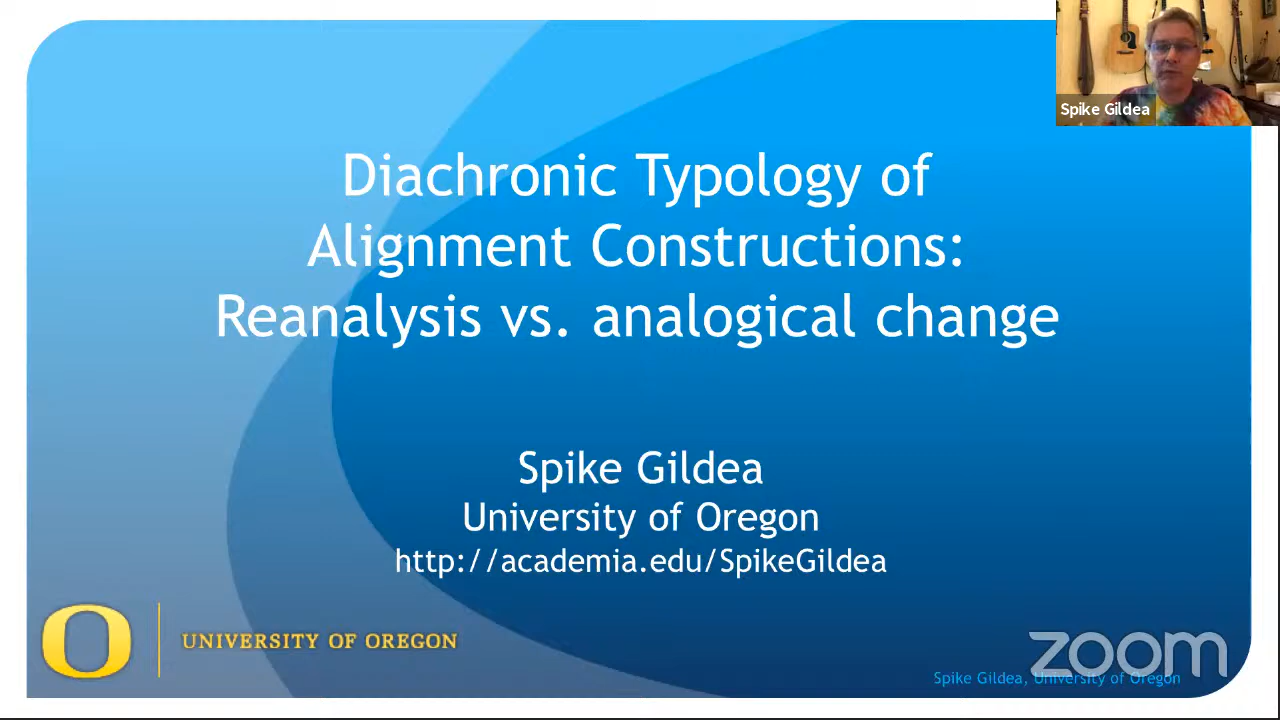 Spike Gildea
Diachronic Typology of
Alignment Constructions:
Reanalysis vs. analogical change
Spike Gildea
University of Oregon
http://academia.edu/SpikeGildea
O
UNIVERSITY OF OREGON
zoom
Spike Gildea, University of Oregon